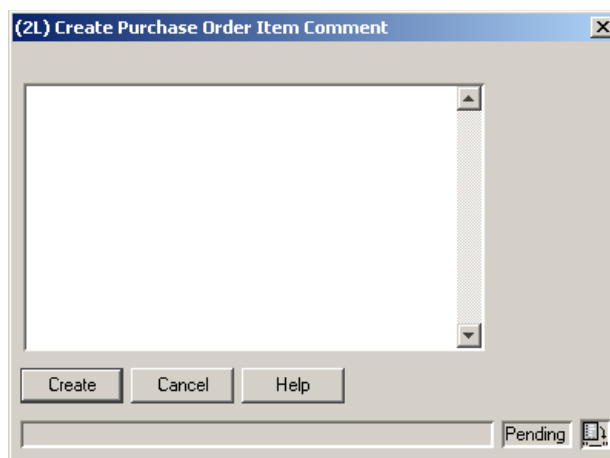 (2L) Create Purchase Order Item Comment
Create Cancel Help
Pending